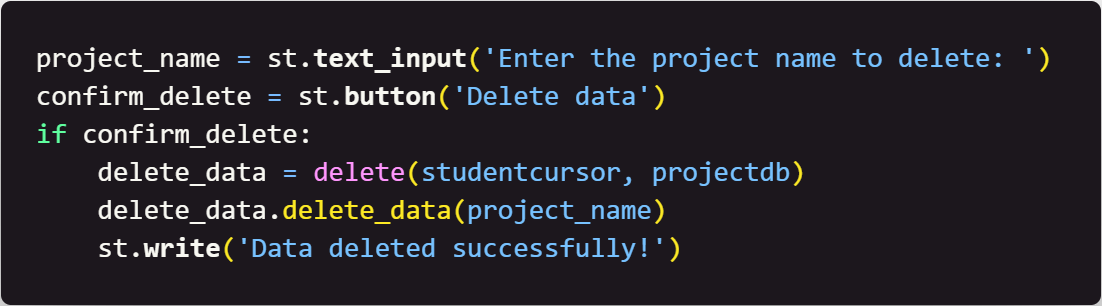 project_name = st.text_input('Enter the project name to delete: ')
confirm_delete = st.button('Delete data')
if confirm_delete:
    delete_data = delete(studentcursor, projectdb)
    delete_data.delete_data(project_name)
    st.write('Data deleted successfully!')